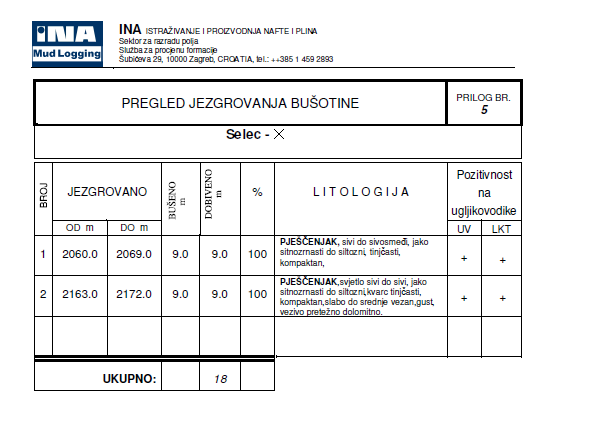 INA
Mud Logging
INA ISTRAŽIVANJE I PROIZVODNJA NAFTE I PLINA
Sektor za razradu polja
Služba za procjenu formacije
Šubićeva 29, 10000 Zagreb, CROATIA, tel.: ++385 1 459 2893
PREGLED JEZGROVANJA BUŠOTINE
PRILOG BR.
5
Selec - X
BROJ
JEZGROVANO
OD m
DO m
BUŠENO
m
DOBIVENO
m
%
LITOLOGIJA
Pozitivnost
na
ugljikovodike
UV
LKT
1 2060.0 2069.0 9.0 9.0 100
PJEŠČENJAK, sivi do sivosmeđi, jako
sitnozrnasti do siltozni, tinjčasti,
kompaktan,
+ +
2 2163.0 2172.0 9.0 9.0 100
PJEŠČENJAK,svjetlo sivi do sivi, jako
sitnozrnasti do siltozni,kvarc tinjčasti,
kompaktan,slabo do srednje vezan,gust,
vezivo pretežno dolomitno.
+ +
UKUPNO: 18